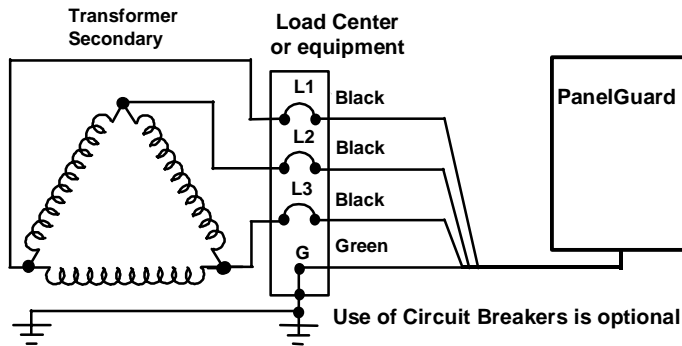 Transformer
Secondary
Load Center
or equipment
L1
Black
PanelGuard
L2
Black
L3
Black
G
Green
Use of Circuit Breakers is optional